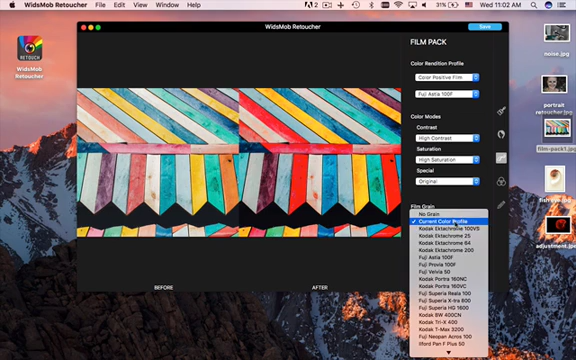 WidsMob Retoucher File Edit View Window Help
31% Wed 11:02 AM
WidsMob Retoucher
Save
FILM PACK
Color Rendition Profile
Color Positive Film
Fuji Astia 100F
Color Modes
Contrast
High Contrast
Saturation
High Saturation
Special
Original
Film Grain
No Grain
✓ Current Color Profile
Kodak Ektachrome 100VS
Kodak Ektachrome 25
Kodak Ektachrome 64
Kodak Ektachrome 200
Fuji Astia 100F
Fuji Provia 100F
Fuji Velvia 50
Kodak Portra 160NC
Kodak Portra 160VC
Fuji Superia Reala 100
Fuji Superia X-tra 800
Fuji Superia HG 1600
Kodak BW 400CN
Kodak Tri-X 400
Kodak T-Max 3200
Fuji Neopan Acros 100
Ilford Pan F Plus 50
BEFORE
AFTER
RETOUCH
WidsMob
Retoucher
noise.jpg
portrait
retoucher.jpg
film-pack1.jpg
adjustment.jpg